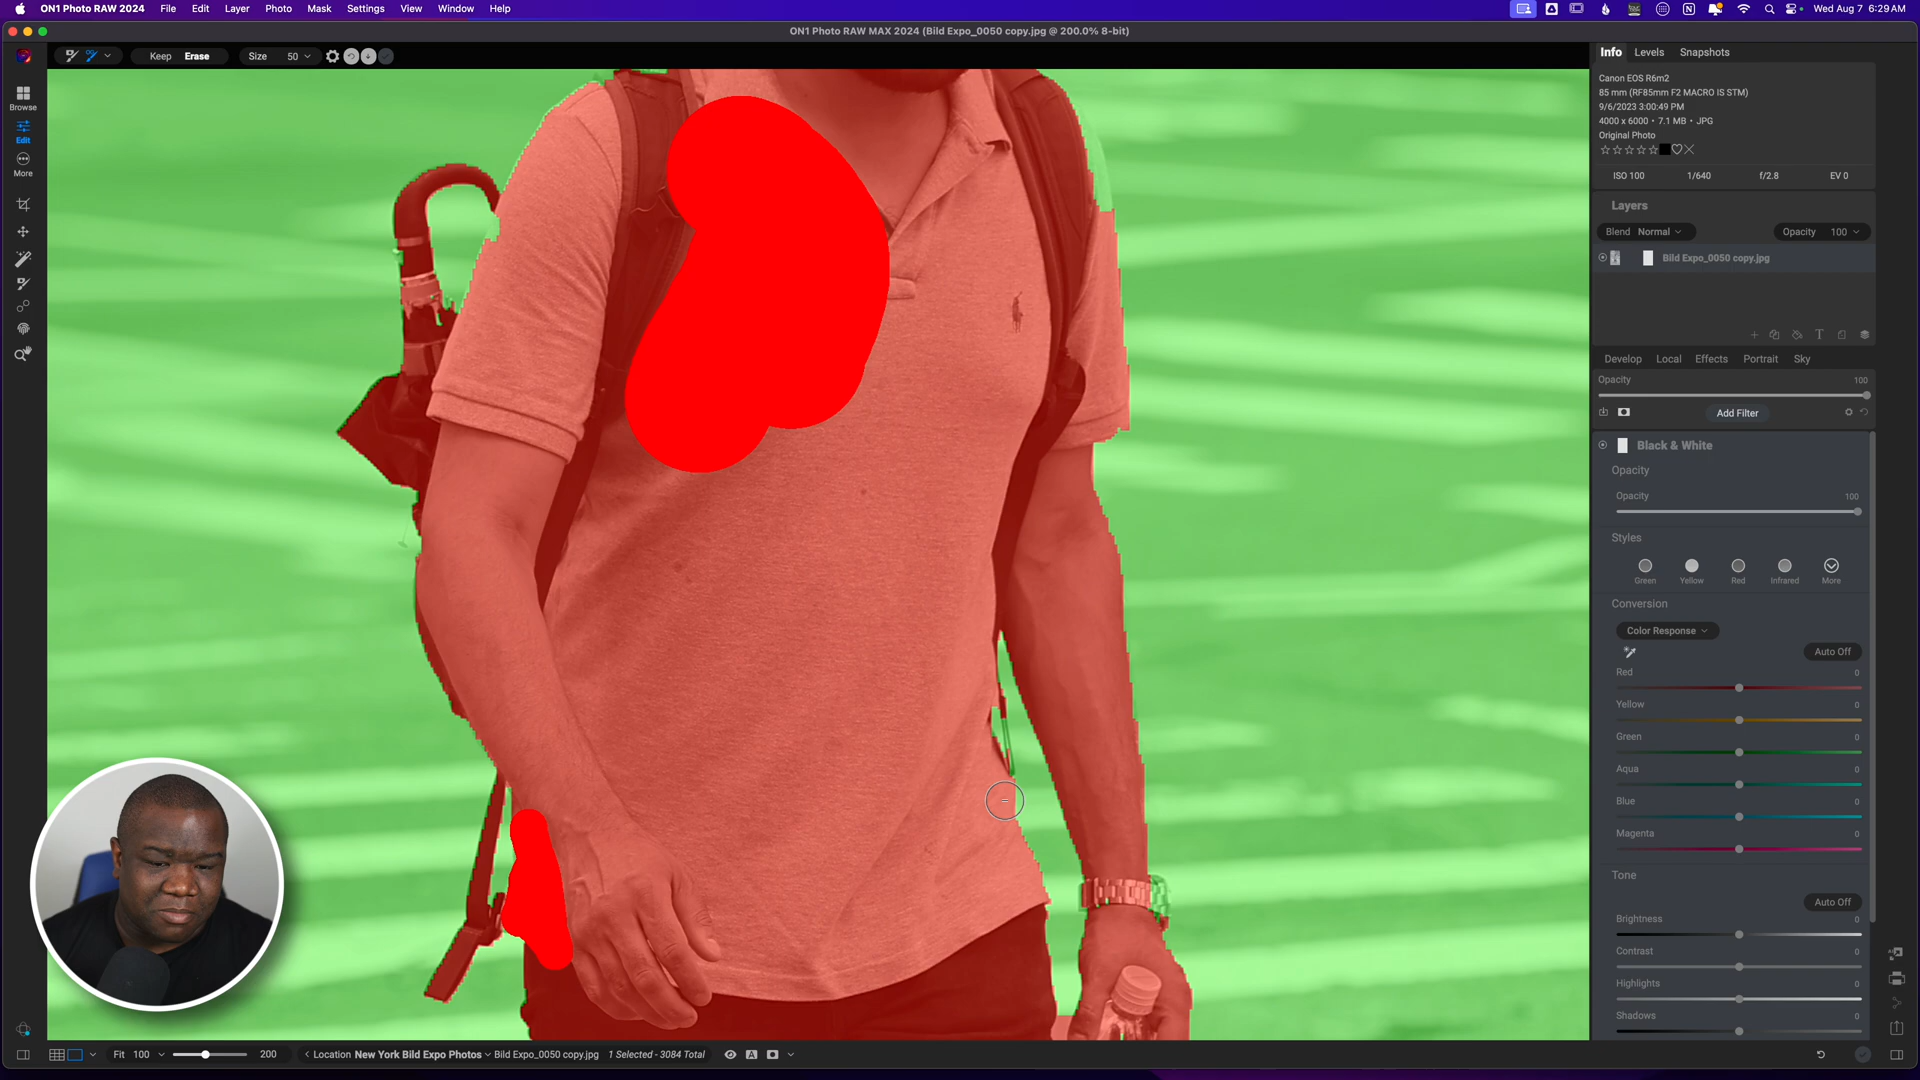 ON1 Photo RAW 2024 File Edit Layer Photo Mask Settings View Window Help
Wed Aug 7 6:29 AM
ON1 Photo RAW MAX 2024 (Bild Expo_0050 copy.jpg @ 200.0% 8-bit)
Keep Erase Size 50
Info Levels Snapshots
Canon EOS R6m2
85 mm (RF85mm F2 MACRO IS STM)
9/6/2023 3:00:49 PM
4000 x 6000 • 7.1 MB • JPG
Original Photo
ISO 100 1/640 f/2.8 EV 0
Browse
Edit
More
Layers
Blend Normal Opacity 100
Bild Expo_0050 copy.jpg
Develop Local Effects Portrait Sky
Opacity 100
Add Filter
Black & White
Opacity
Opacity 100
Styles
Green Yellow Red Infrared More
Conversion
Color Response
Auto Off
Red 0
Yellow 0
Green 0
Aqua 0
Blue 0
Magenta 0
Tone
Auto Off
Brightness 0
Contrast 0
Highlights 0
Shadows 0
Fit 100 200 Location New York Bild Expo Photos Bild Expo_0050 copy.jpg 1 Selected - 3084 Total